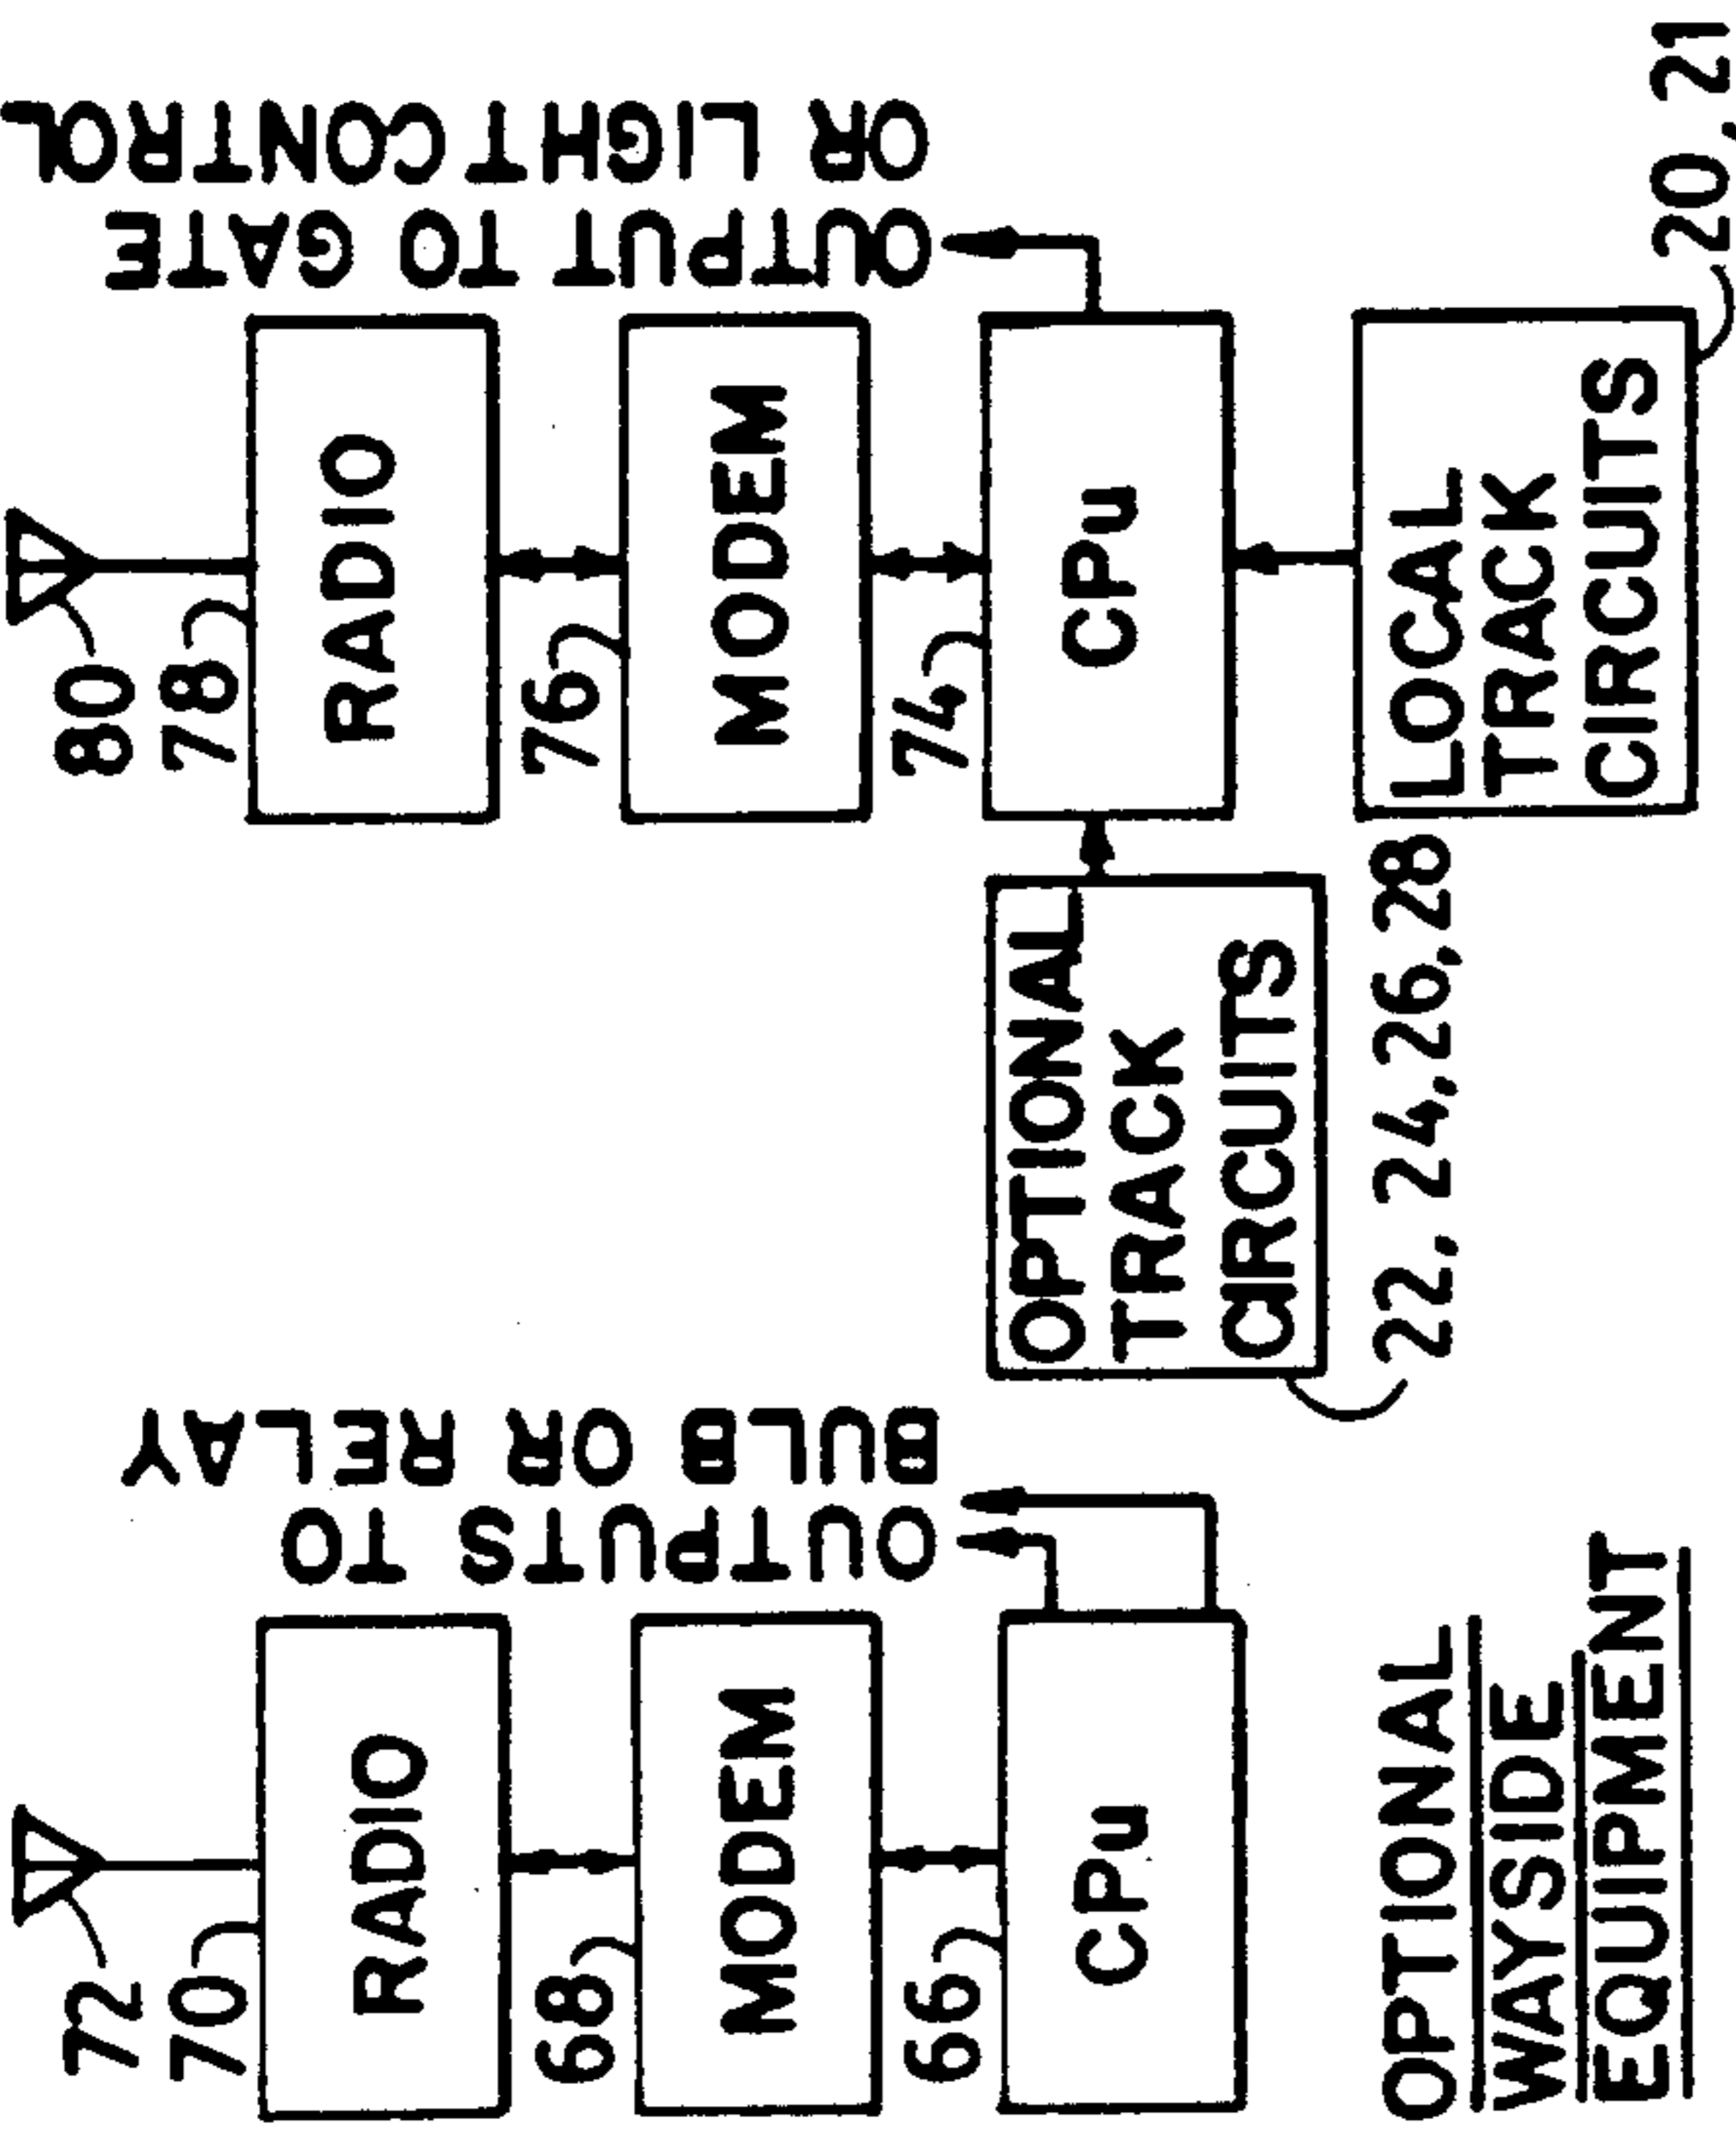 72
70
RADIO
68
MODEM
66
CPu
OUTPUTS TO
BULB OR RELAY
OPTIONAL
WAYSIDE
EQUIPMENT
80
78
RADIO
76
MODEM
74
CPu
OUTPUT TO GATE
OR LIGHT CONTROL
OPTIONAL
TRACK
CIRCUITS
22, 24, 26, 28
LOCAL
TRACK
CIRCUITS
20, 21